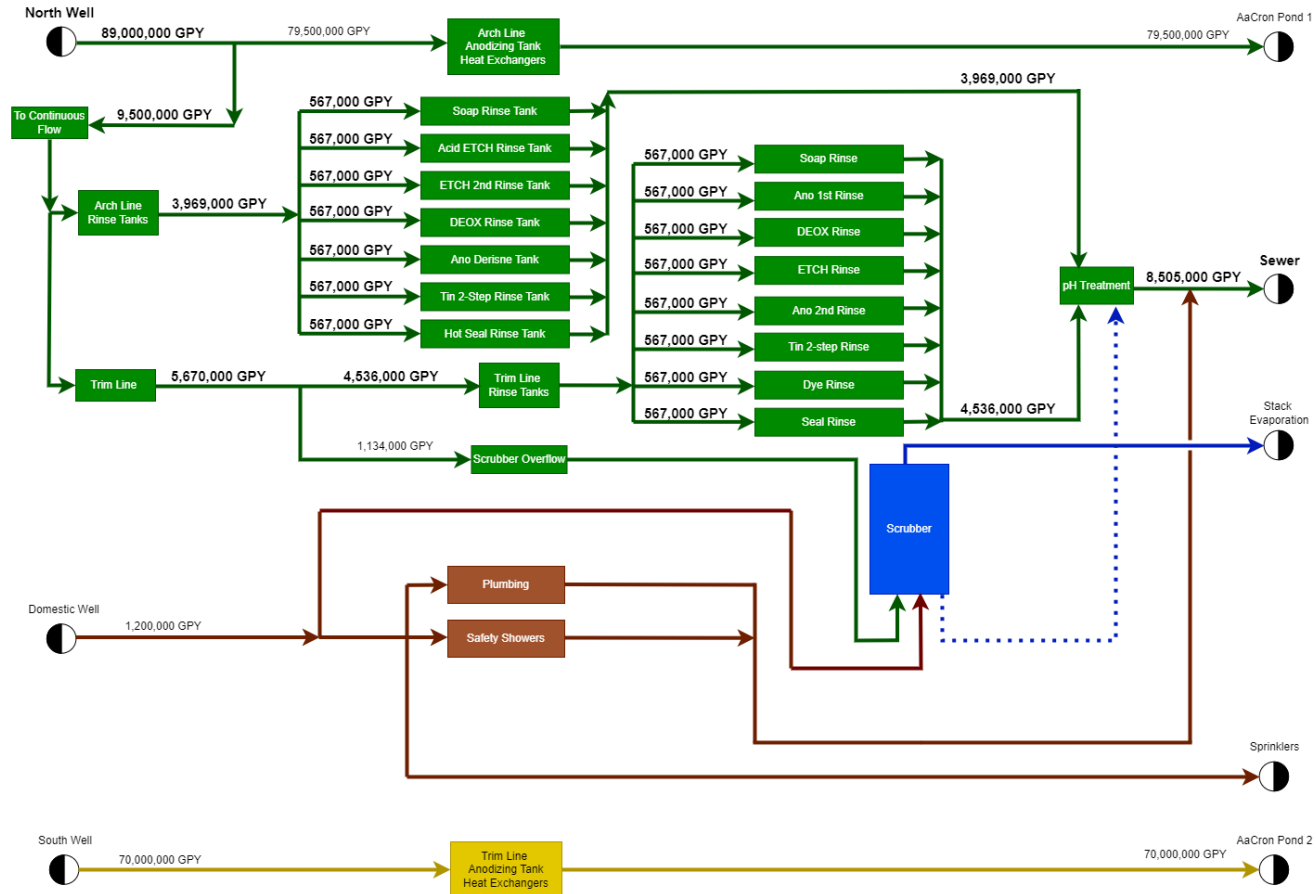 North Well
89,000,000 GPY
79,500,000 GPY
Arch Line
Anodizing Tank
Heat Exchangers
AaCron Pond 1
79,500,000 GPY
To Continuous
Flow
9,500,000 GPY
Arch Line
Rinse Tanks
3,969,000 GPY
567,000 GPY
Soap Rinse Tank
567,000 GPY
Acid ETCH Rinse Tank
567,000 GPY
ETCH 2nd Rinse Tank
567,000 GPY
DEOX Rinse Tank
567,000 GPY
Ano Derisne Tank
567,000 GPY
Tin 2-Step Rinse Tank
567,000 GPY
Hot Seal Rinse Tank
3,969,000 GPY
567,000 GPY
Soap Rinse
567,000 GPY
Ano 1st Rinse
567,000 GPY
DEOX Rinse
567,000 GPY
ETCH Rinse
567,000 GPY
Ano 2nd Rinse
567,000 GPY
Tin 2-step Rinse
567,000 GPY
Dye Rinse
567,000 GPY
Seal Rinse
4,536,000 GPY
pH Treatment
8,505,000 GPY
Sewer
Trim Line
5,670,000 GPY
4,536,000 GPY
Trim Line
Rinse Tanks
1,134,000 GPY
Scrubber Overflow
Scrubber
Stack
Evaporation
Domestic Well
1,200,000 GPY
Plumbing
Safety Showers
Sprinklers
South Well
70,000,000 GPY
Trim Line
Anodizing Tank
Heat Exchangers
70,000,000 GPY
AaCron Pond 2